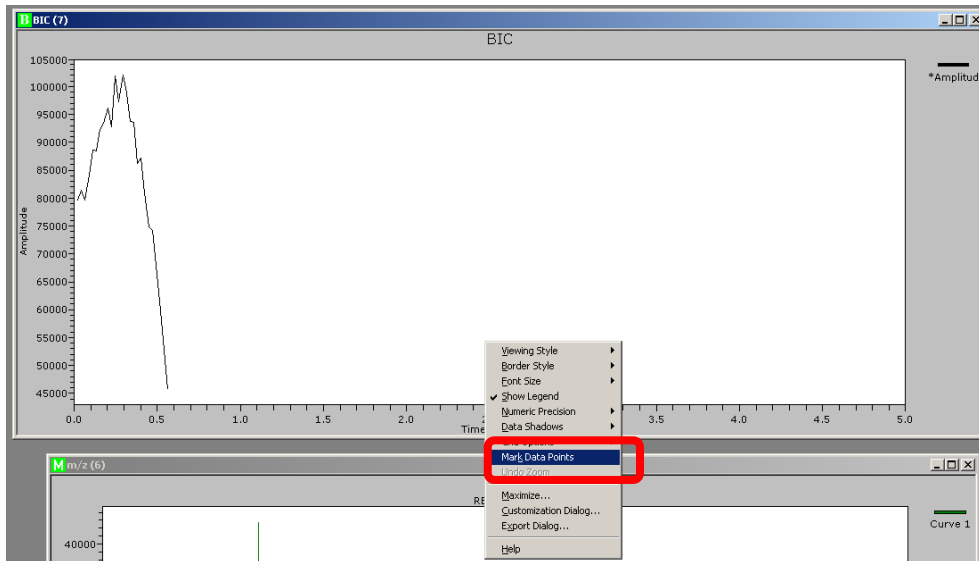 BIC (7)
BIC
105000
100000
95000
90000
85000
80000
75000
70000
65000
60000
55000
50000
45000
Amplitude
*Amplitud
0.0
0.5
1.0
1.5
2.0
3.5
4.0
4.5
5.0
Time
Viewing Style
Border Style
Font Size
Show Legend
Numeric Precision
Data Shadows
Mark Data Points
Undo Zoom
Maximize...
Customization Dialog...
Export Dialog...
Help
m/z (6)
Curve 1
40000